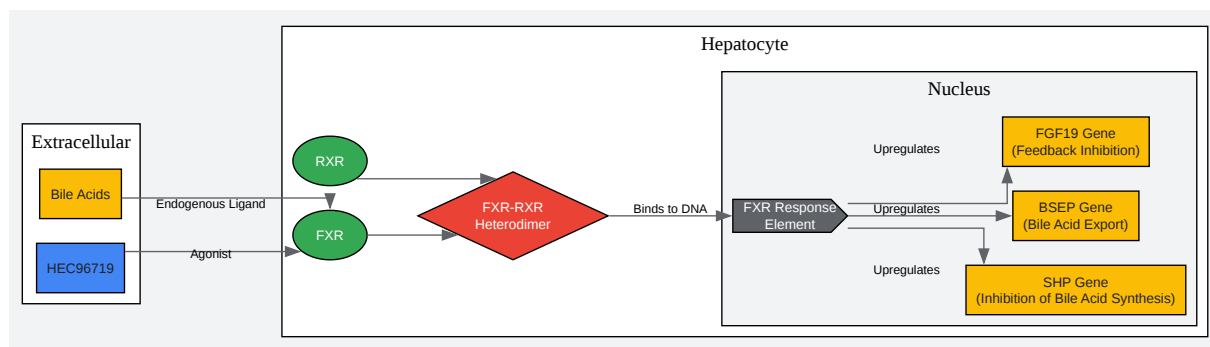 Hepatocyte
Nucleus
Extracellular
Bile Acids
HEC96719
Endogenous Ligand
Agonist
RXR
FXR
FXR-RXR
Heterodimer
Binds to DNA
FXR Response
Element
Upregulates
Upregulates
Upregulates
FGF19 Gene
(Feedback Inhibition)
BSEP Gene
(Bile Acid Export)
SHP Gene
(Inhibition of Bile Acid Synthesis)